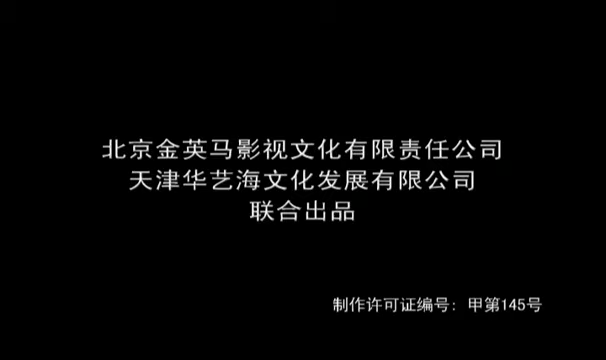 北京金英马影视文化有限责任公司
天津华艺海文化发展有限公司
联合出品
制作许可证编号：甲第145号